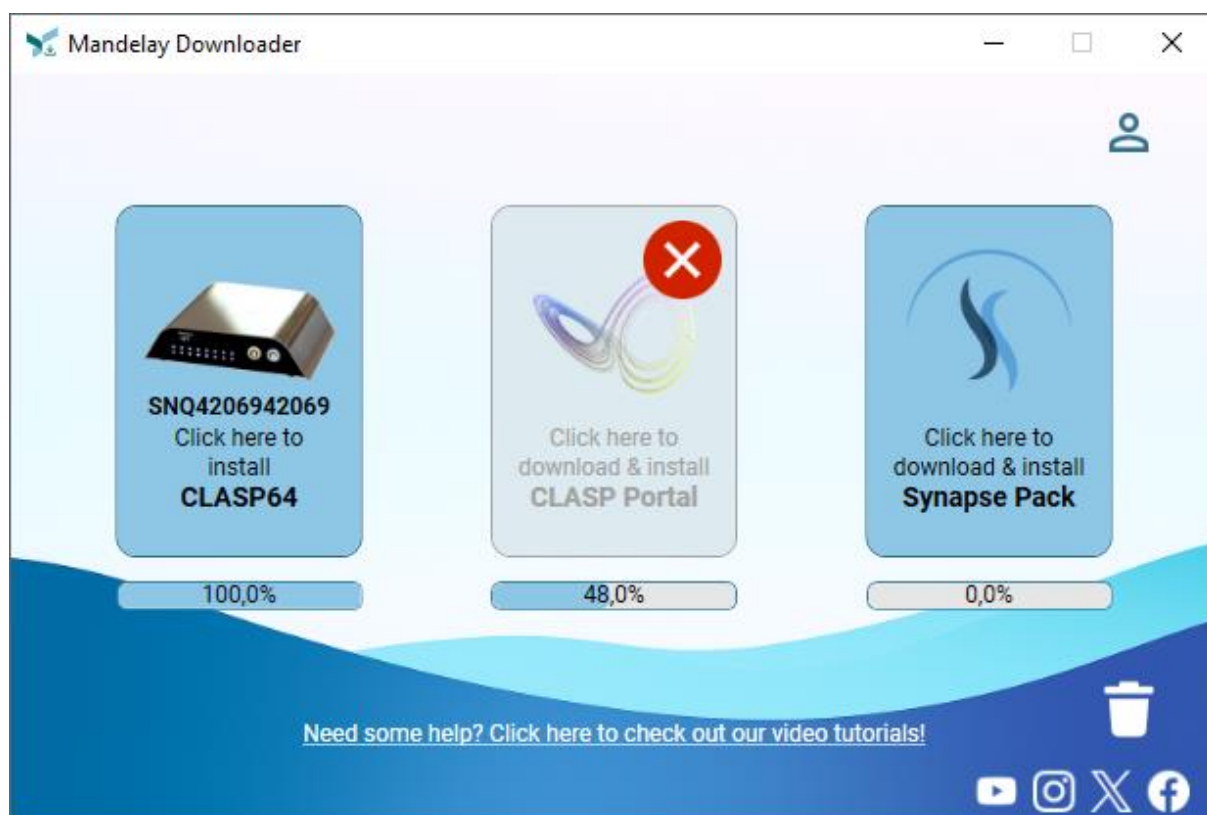 Mandelay Downloader
SNQ4206942069
Click here to
install
CLASP64
Click here to
download & install
CLASP Portal
Click here to
download & install
Synapse Pack
100,0%
48,0%
0,0%
Need some help? Click here to check out our video tutorials!